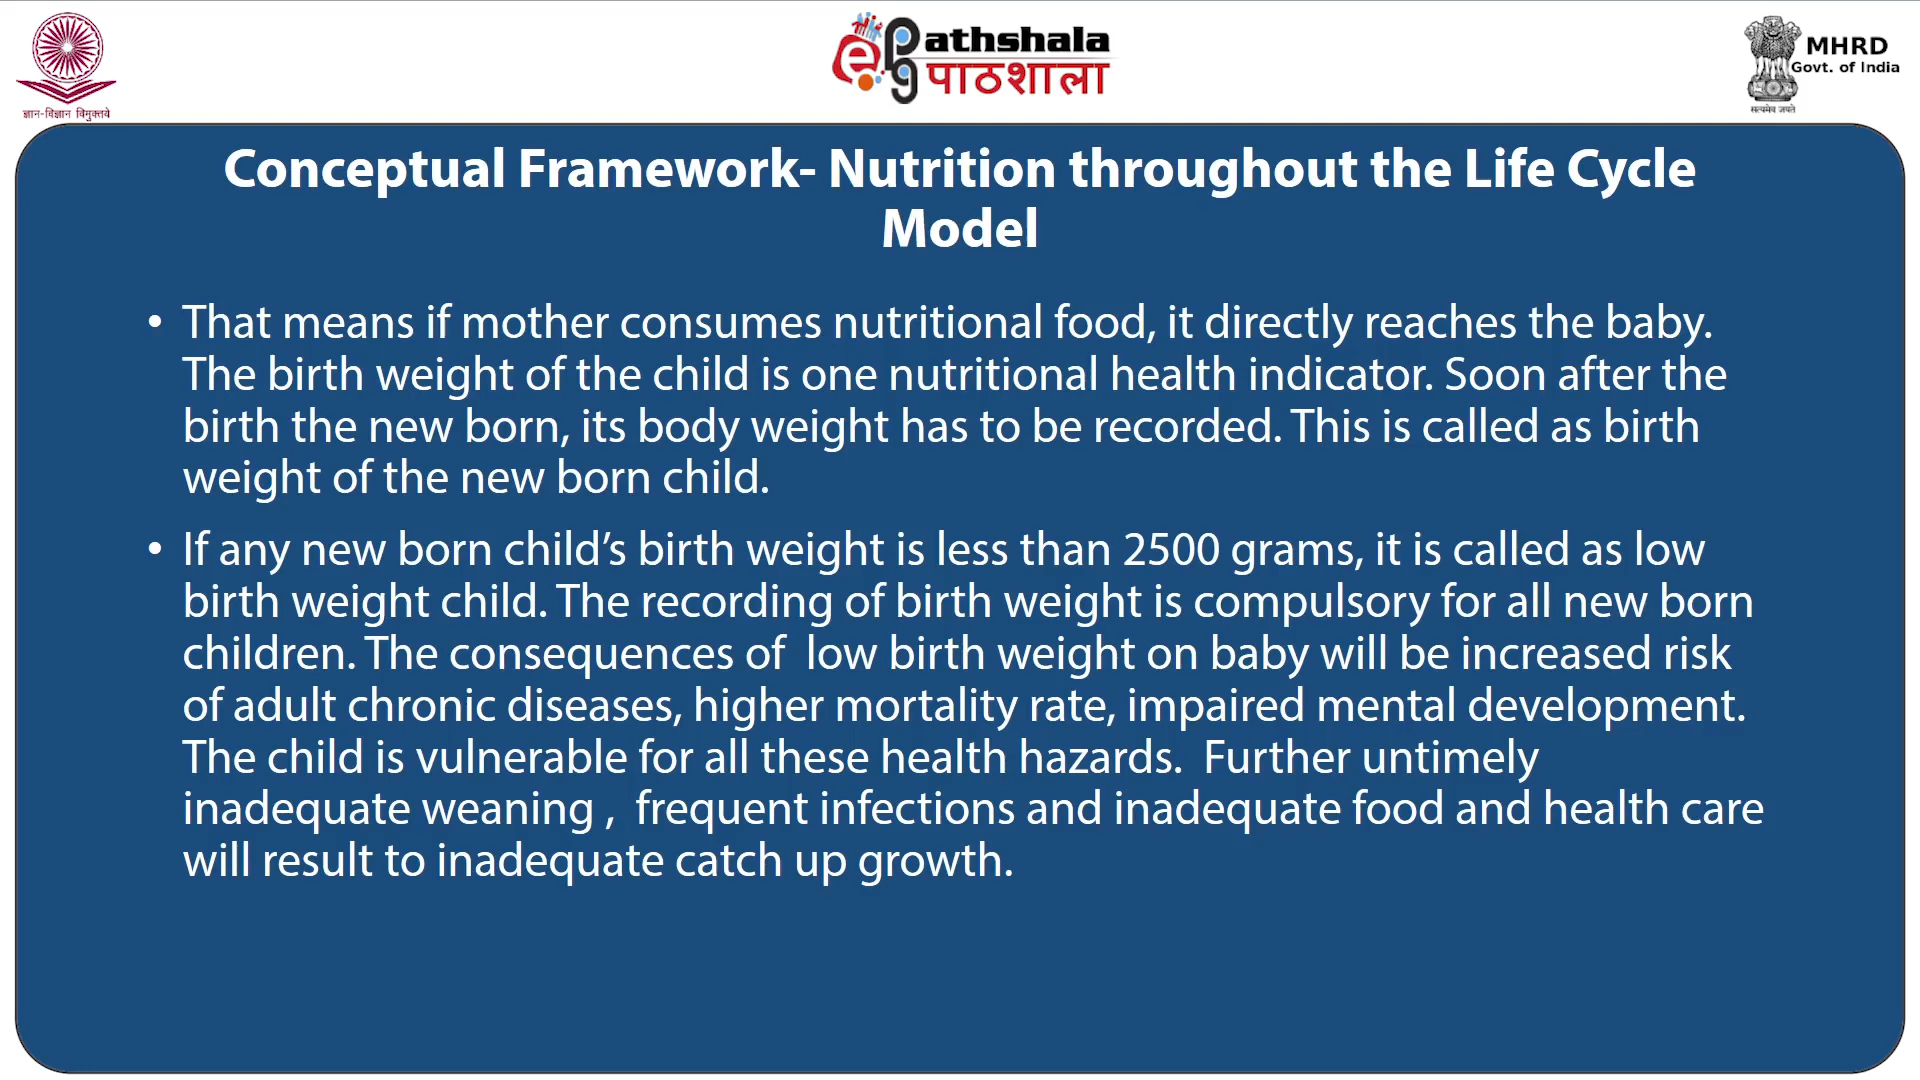 ज्ञान-विज्ञान विमुक्तये
e Pathshala
pg पाठशाला
MHRD
Govt. of India
सत्यमेव जयते
Conceptual Framework- Nutrition throughout the Life Cycle
Model
• That means if mother consumes nutritional food, it directly reaches the baby.
The birth weight of the child is one nutritional health indicator. Soon after the
birth the new born, its body weight has to be recorded. This is called as birth
weight of the new born child.
• If any new born child’s birth weight is less than 2500 grams, it is called as low
birth weight child. The recording of birth weight is compulsory for all new born
children. The consequences of  low birth weight on baby will be increased risk
of adult chronic diseases, higher mortality rate, impaired mental development.
The child is vulnerable for all these health hazards.  Further untimely
inadequate weaning ,  frequent infections and inadequate food and health care
will result to inadequate catch up growth.